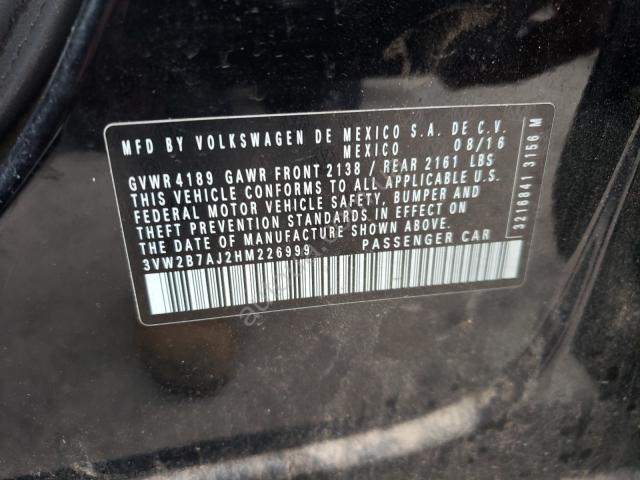 MFD BY VOLKSWAGEN DE MEXICO S.A. DE C.V.
MEXICO 08/16
GVWR 4189 GAWR FRONT 2138 / REAR 2161 LBS
THIS VEHICLE CONFORMS TO ALL APPLICABLE U.S.
FEDERAL MOTOR VEHICLE SAFETY, BUMPER AND
THEFT PREVENTION STANDARDS IN EFFECT ON
THE DATE OF MANUFACTURE SHOWN ABOVE.
3VW2B7AJ2HM226999 PASSENGER CAR
3216841 3156 M